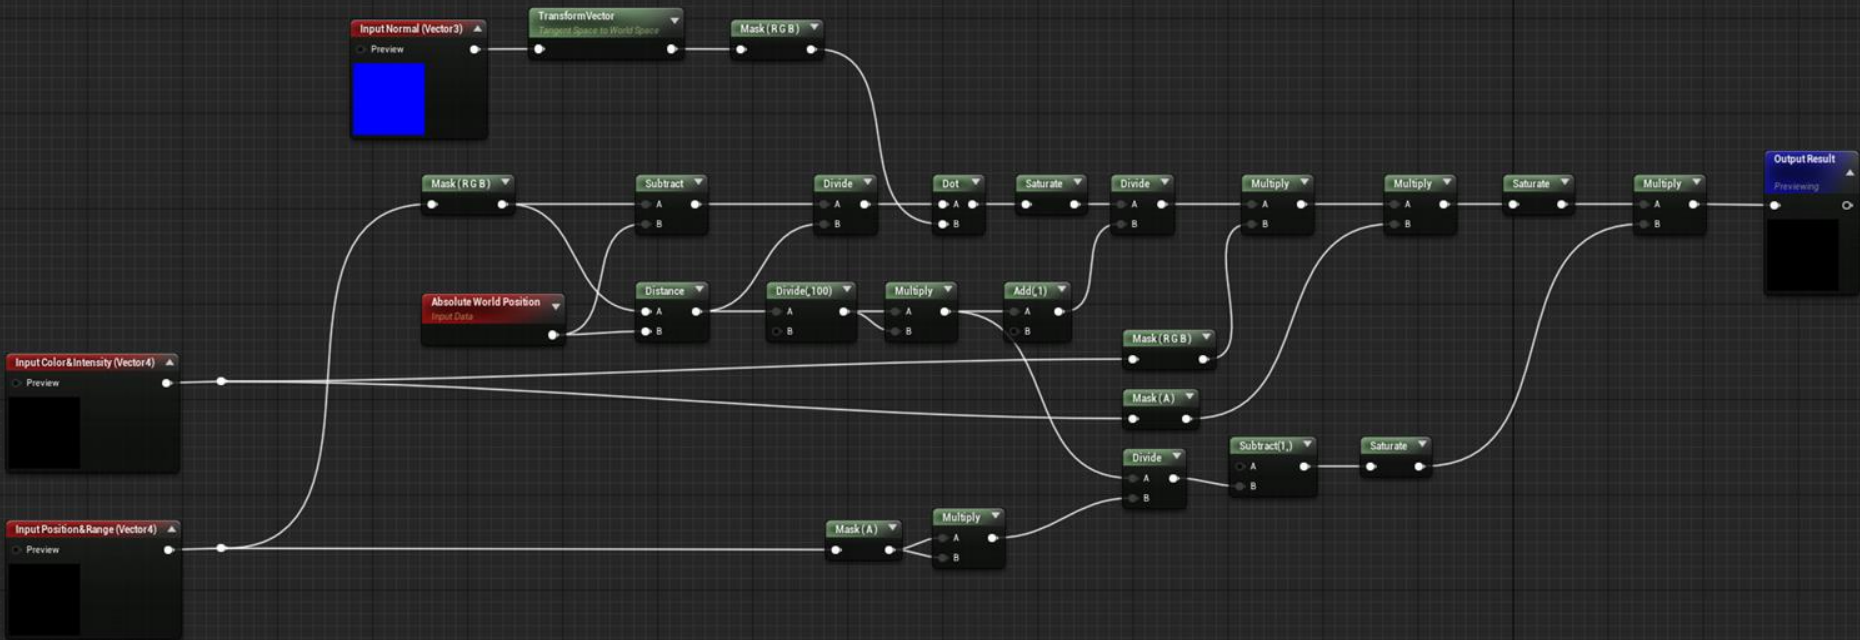 Input Normal (Vector3)
Preview
TransformVector
Tangent Space to World Space
Mask ( R G B )
Mask ( R G B )
Subtract
A
B
Divide
A
B
Dot
A
B
Saturate
Divide
A
B
Multiply
A
B
Multiply
A
B
Saturate
Multiply
A
B
Output Result
Previewing
Absolute World Position
Input Data
Distance
A
B
Divide(,100)
A
B
Multiply
A
B
Add(,1)
A
B
Mask ( R G B )
Input Color&Intensity (Vector4)
Preview
Mask ( A )
Divide
A
B
Subtract(1,)
A
B
Saturate
Input Position&Range (Vector4)
Preview
Mask ( A )
Multiply
A
B